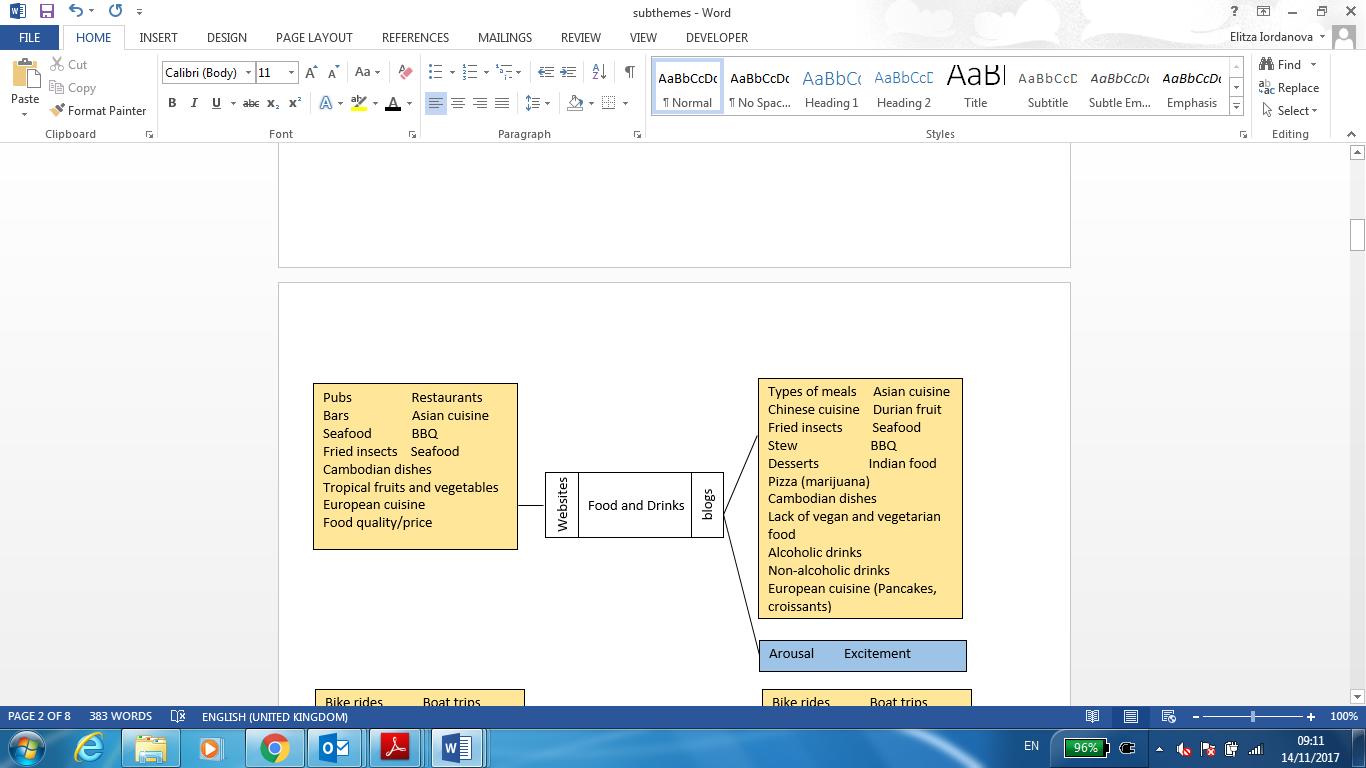 subthemes - Word
?
FILE HOME INSERT DESIGN PAGE LAYOUT REFERENCES MAILINGS REVIEW VIEW DEVELOPER
Elitza Iordanova
Paste
Cut
Copy
Format Painter
Clipboard
Calibri (Body) 11
Aa
B I U abc x2 x2 A ab A
Font
Paragraph
AaBbCcDc AaBbCcDc AaBbCc AaBbCcD AaBl AaBbCcD AaBbCcDc AaBbCcDc
¶ Normal ¶ No Spac... Heading 1 Heading 2 Title Subtitle Subtle Em... Emphasis
Styles
Find
Replace
Select
Editing
Pubs Restaurants
Bars Asian cuisine
Seafood BBQ
Fried insects Seafood
Cambodian dishes
Tropical fruits and vegetables
European cuisine
Food quality/price
Websites
Food and Drinks
blogs
Types of meals Asian cuisine
Chinese cuisine Durian fruit
Fried insects Seafood
Stew BBQ
Desserts Indian food
Pizza (marijuana)
Cambodian dishes
Lack of vegan and vegetarian
food
Alcoholic drinks
Non-alcoholic drinks
European cuisine (Pancakes,
croissants)
Arousal Excitement
Bike rides Boat trips
Bike rides Boat trips
PAGE 2 OF 8 383 WORDS ENGLISH (UNITED KINGDOM)
100%
EN 96%
09:11
14/11/2017